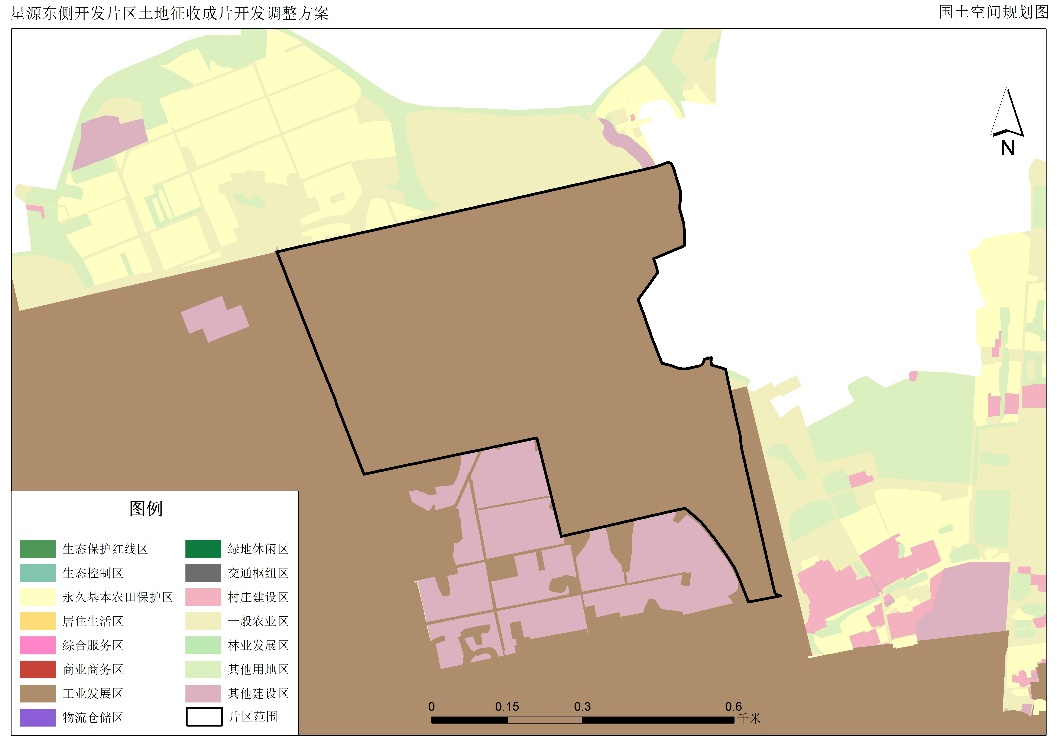 星源东侧开发片区土地征收成片开发调整方案
国土空间规划图
N
图例
生态保护红线区 绿地休闲区
生态控制区 交通枢纽区
永久基本农田保护区 村庄建设区
居住生活区 一般农业区
综合服务区 林业发展区
商业商务区 其他用地区
工业发展区 其他建设区
物流仓储区 片区范围
0 0.15 0.3 0.6
千米